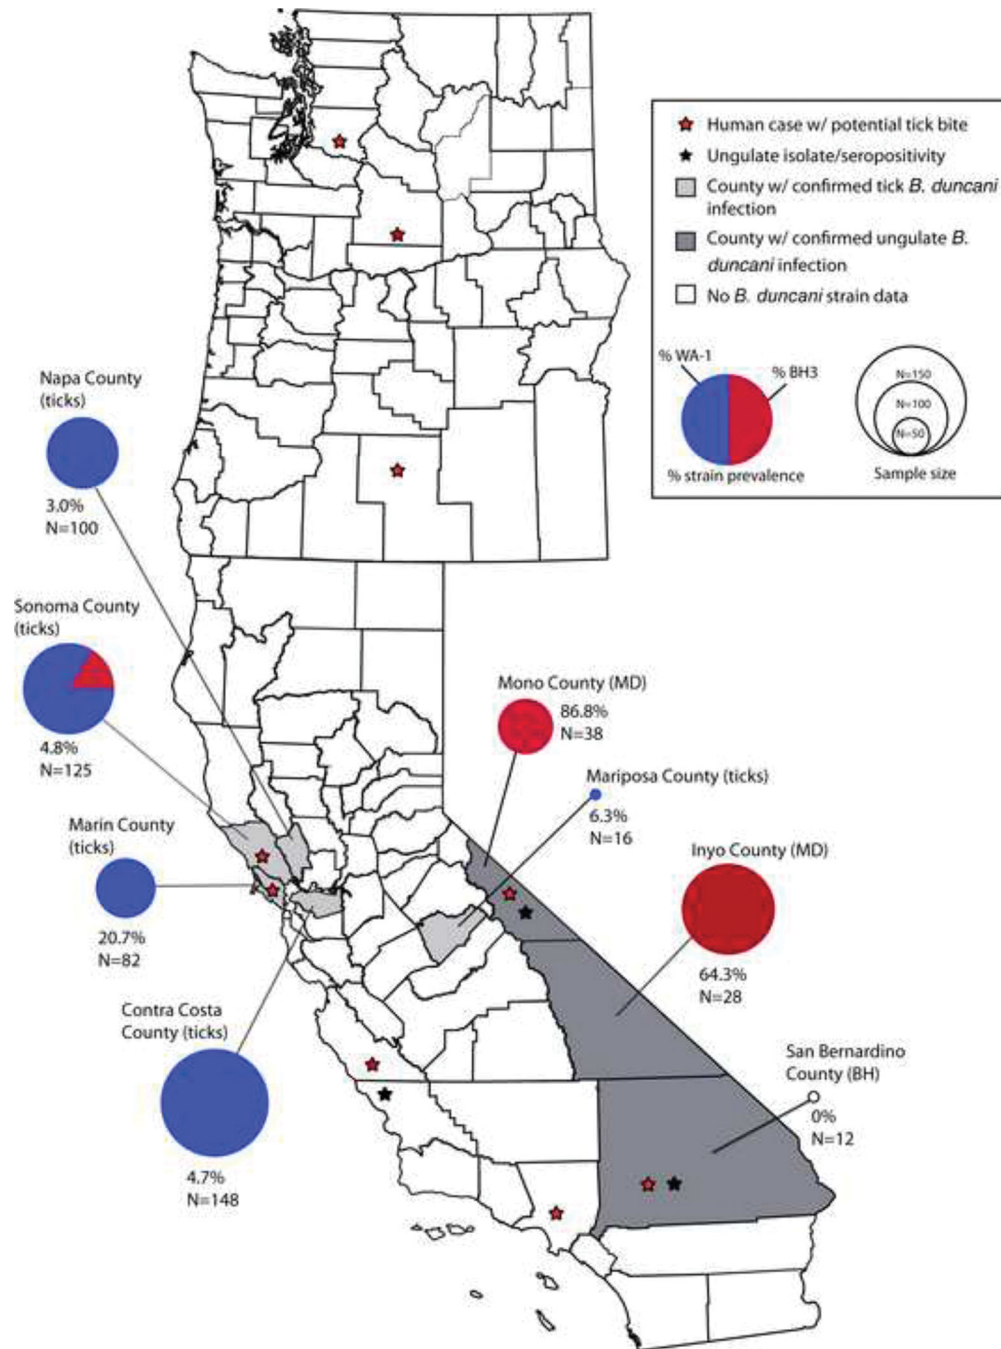 Human case w/ potential tick bite
Ungulate isolate/seropositivity
County w/ confirmed tick B. duncani
infection
County w/ confirmed ungulate B.
duncani infection
No B. duncani strain data
% WA-1
% BH3
% strain prevalence
N=150
N=100
N=50
Sample size
Napa County
(ticks)
3.0%
N=100
Sonoma County
(ticks)
4.8%
N=125
Marin County
(ticks)
20.7%
N=82
Contra Costa
County (ticks)
4.7%
N=148
Mono County (MD)
86.8%
N=38
Mariposa County (ticks)
6.3%
N=16
Inyo County (MD)
64.3%
N=28
San Bernardino
County (BH)
0%
N=12